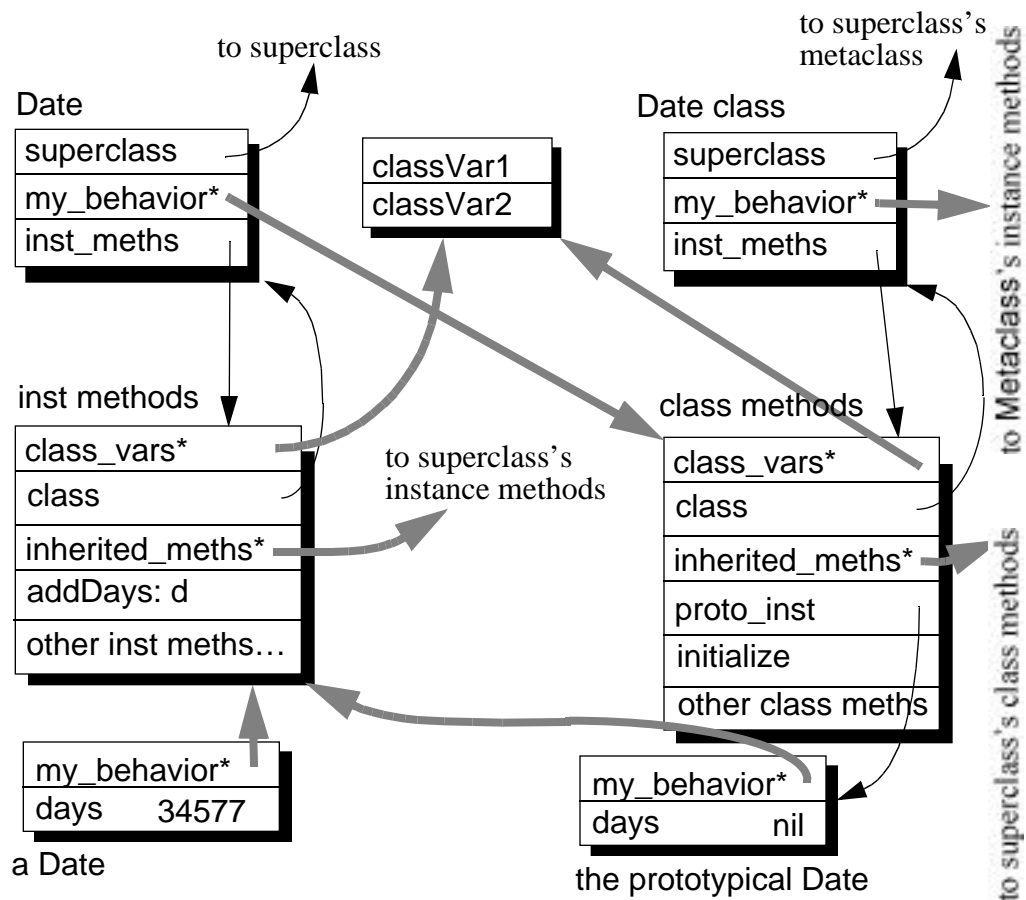 to superclass
to superclass’s
metaclass
Date
superclass
my_behavior*
inst_meths
classVar1
classVar2
Date class
superclass
my_behavior*
inst_meths
to Metaclass’s instance methods
inst methods
class_vars*
class
inherited_meths*
addDays: d
other inst meths…
to superclass’s
instance methods
class methods
class_vars*
class
inherited_meths*
proto_inst
initialize
other class meths
to superclass’s class methods
my_behavior*
days 34577
a Date
my_behavior*
days nil
the prototypical Date